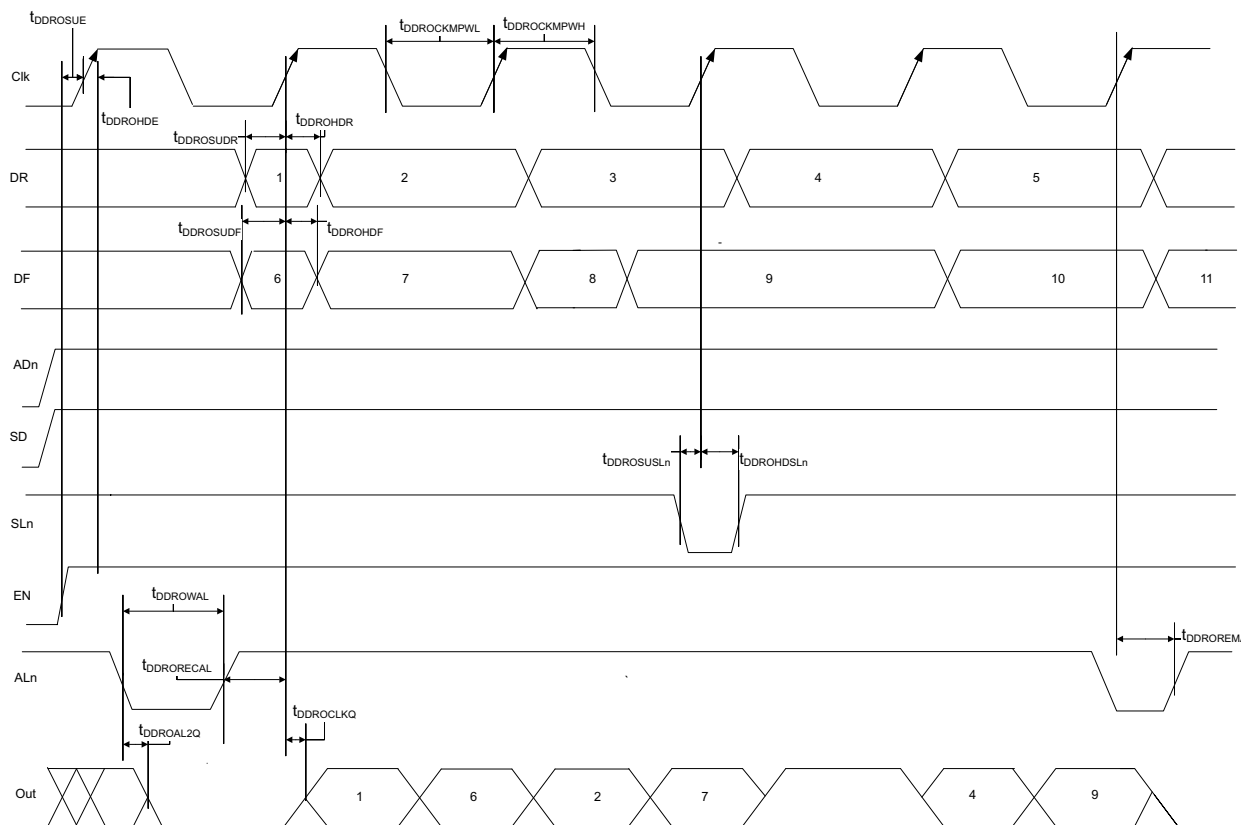 tDDROSUE
tDDROCKMPWL
tDDROCKMPWH
Clk
tDDROHDE
tDDROSUDR
tDDROHDR
DR
1
2
3
4
5
tDDROSUDF
tDDROHDF
DF
6
7
8
9
10
11
ADn
SD
tDDROSUSLn
tDDROHDSLn
SLn
EN
tDDROWAL
tDDROREMA
ALn
tDDRORECAL
tDDROCLKQ
tDDROAL2Q
Out
1
6
2
7
4
9